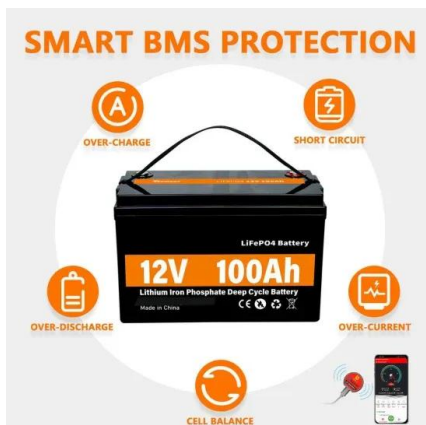 SMART BMS PROTECTION
A
OVER-CHARGE
SHORT CIRCUIT
LiFePO4 Battery
12V 100Ah
Lithium Iron Phosphate Deep Cycle Battery
Made in China
CE
OVER-DISCHARGE
OVER-CURRENT
CELL BALANCE